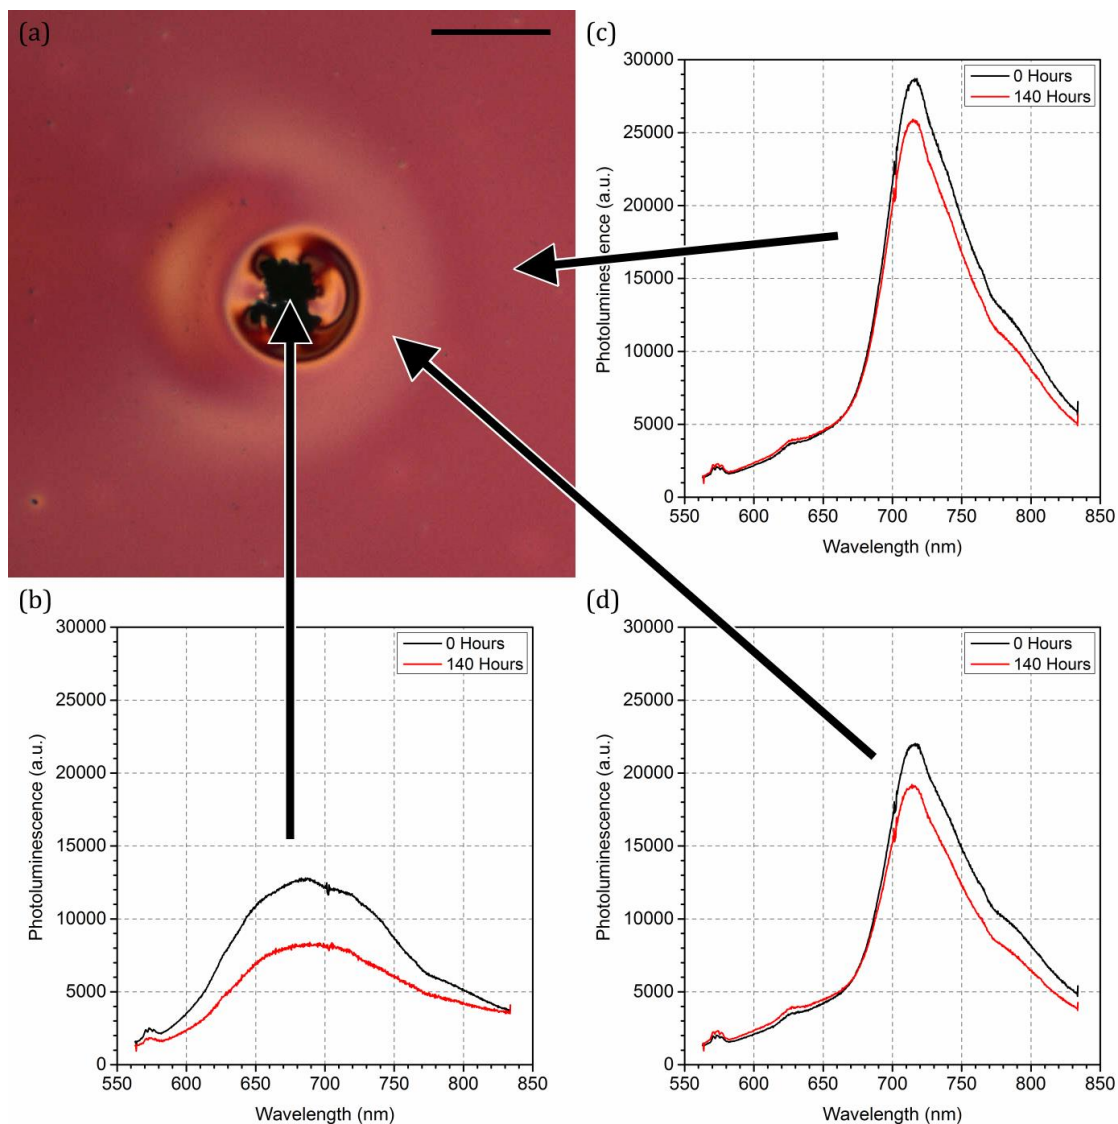 (a)
(c)
30000
25000
20000
15000
10000
5000
0
550 600 650 700 750 800 850
Photoluminescence (a.u.)
Wavelength (nm)
0 Hours
140 Hours
(b)
30000
25000
20000
15000
10000
5000
0
550 600 650 700 750 800 850
Photoluminescence (a.u.)
Wavelength (nm)
0 Hours
140 Hours
(d)
30000
25000
20000
15000
10000
5000
0
550 600 650 700 750 800 850
Photoluminescence (a.u.)
Wavelength (nm)
0 Hours
140 Hours